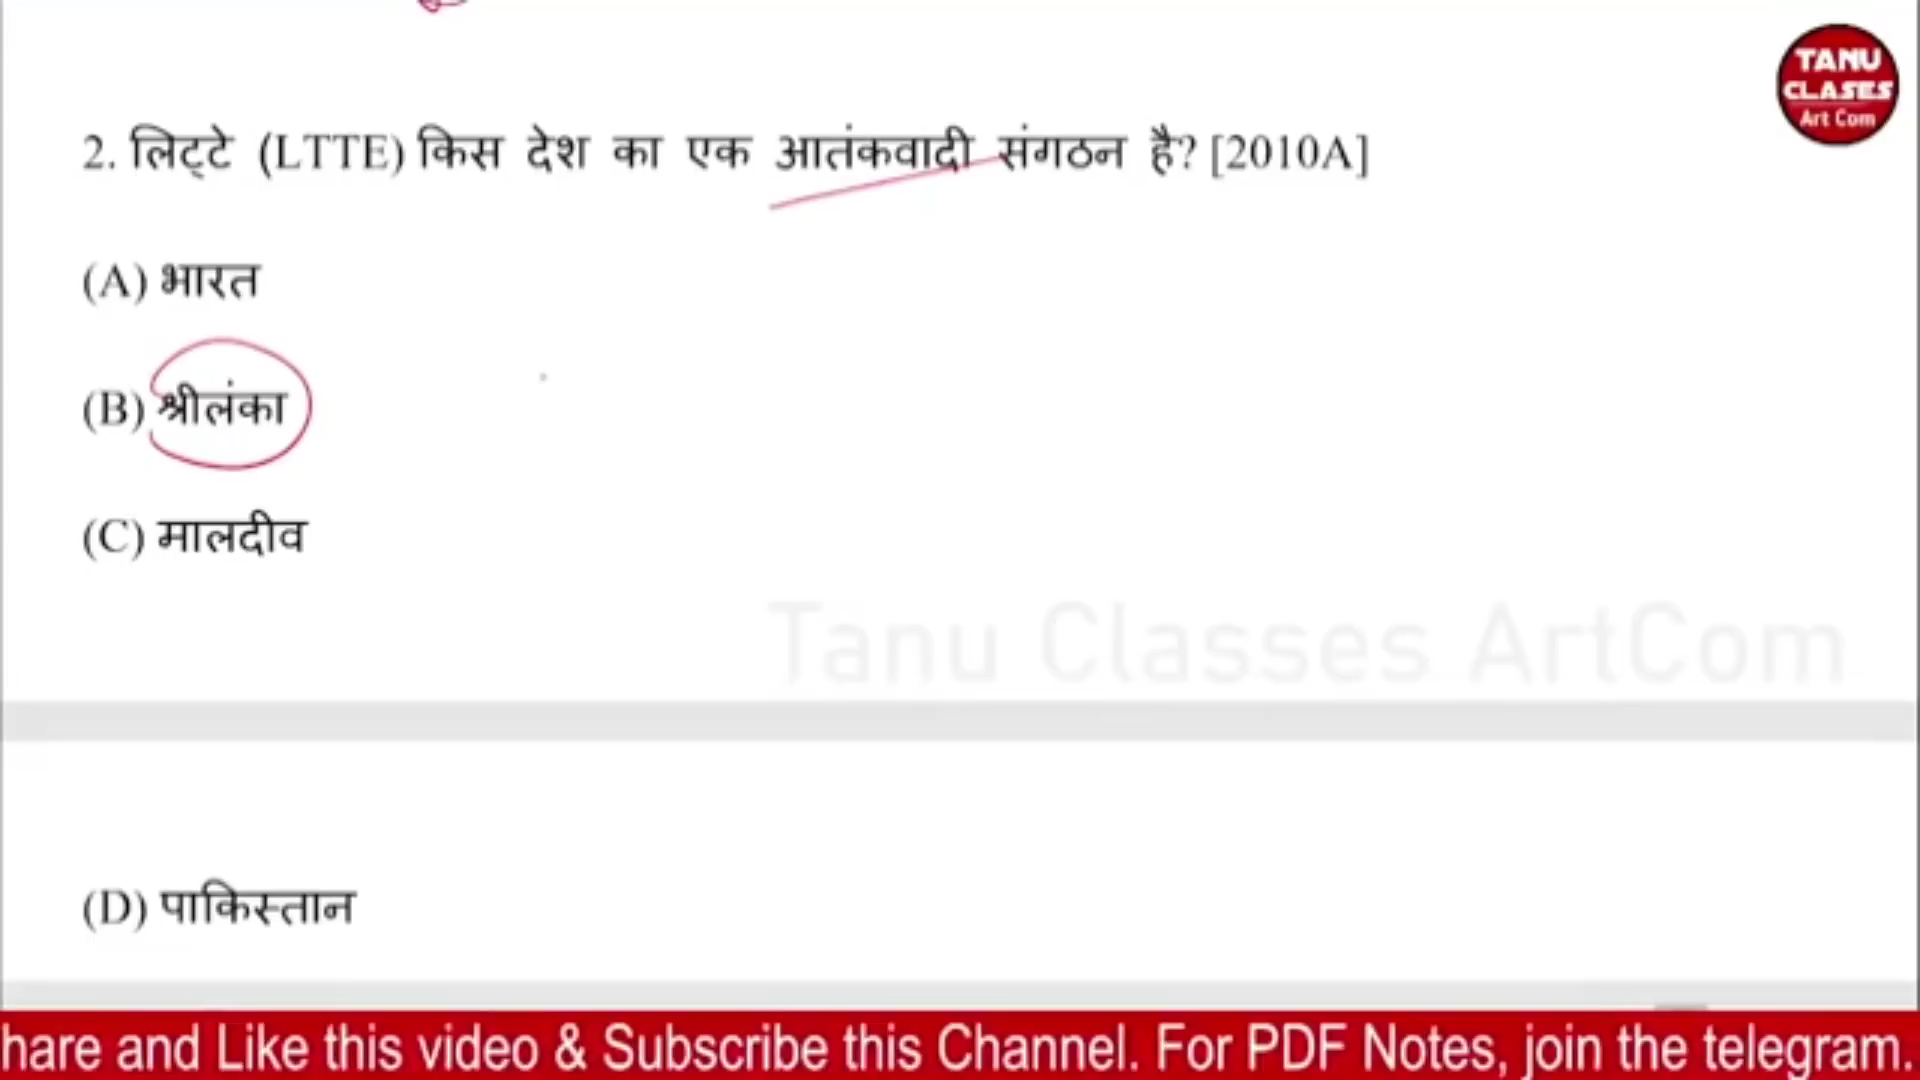 TANU
CLASES
Art Com
2. लिट्टे (LTTE) किस देश का एक आतंकवादी संगठन है? [2010A]
(A) भारत
(B) श्रीलंका
(C) मालदीव
Tanu Classes ArtCom
(D) पाकिस्तान
hare and Like this video & Subscribe this Channel. For PDF Notes, join the telegram.